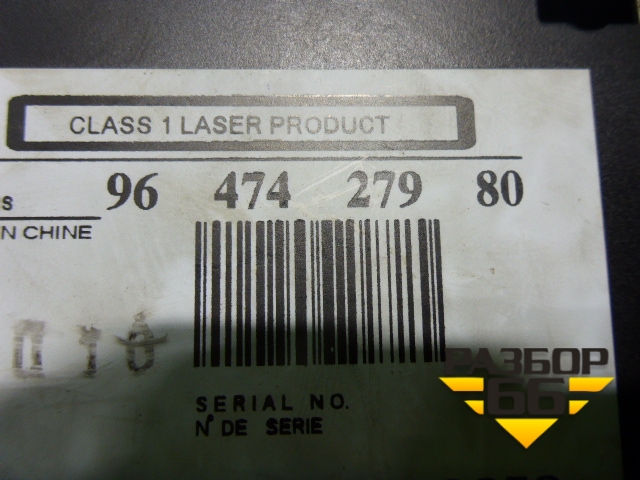 CLASS 1 LASER PRODUCT
96 474 279 80
S
N CHINE
SERIAL NO.
N° DE SERIE
РАЗБОР
66